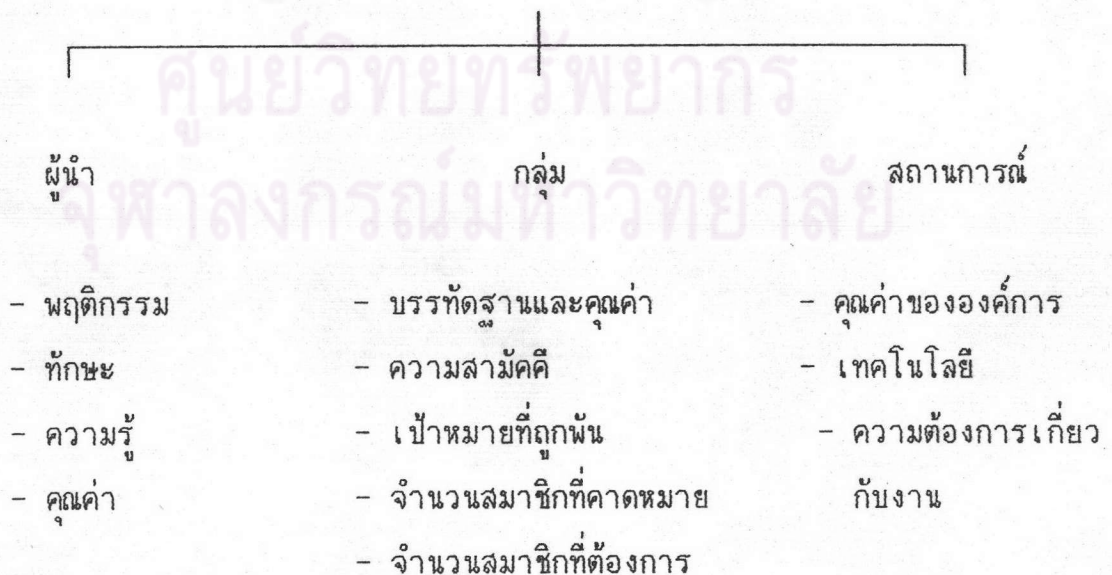 ศูนย์วิทยทรัพยากร
จุฬาลงกรณ์มหาวิทยาลัย
ผู้นำ กลุ่ม สถานการณ์
- พฤติกรรม - บรรทัดฐานและคุณค่า - คุณค่าขององค์การ
- ทักษะ - ความสามัคคี - เทคโนโลยี
- ความรู้ - เป้าหมายที่ถูกพัน - ความต้องการเกี่ยว
- คุณค่า - จำนวนสมาชิกที่คาดหมาย กับงาน
- จำนวนสมาชิกที่ต้องการ